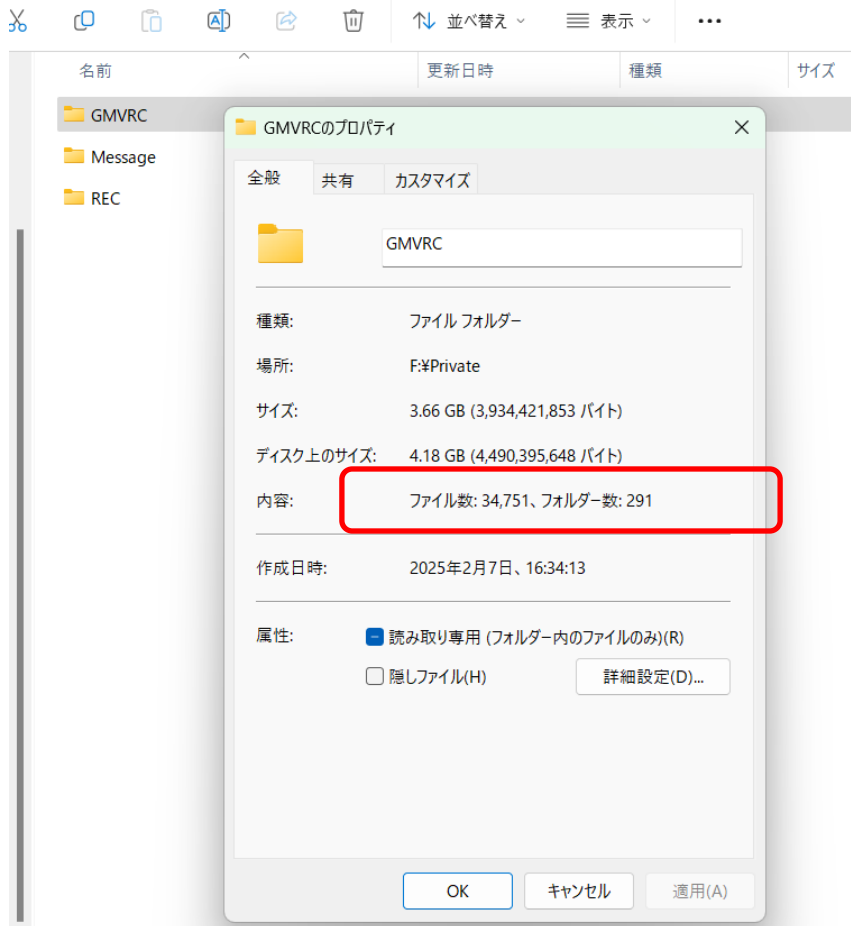 並べ替え 表示
名前 更新日時 種類 サイズ
GMVRC
Message
REC
GMVRCのプロパティ
全般 共有 カスタマイズ
GMVRC
種類: ファイル フォルダー
場所: F:¥Private
サイズ: 3.66 GB (3,934,421,853 バイト)
ディスク上のサイズ: 4.18 GB (4,490,395,648 バイト)
内容: ファイル数: 34,751、フォルダー数: 291
作成日時: 2025年2月7日、16:34:13
属性: 読み取り専用 (フォルダー内のファイルのみ)(R)
隠しファイル(H) 詳細設定(D)...
OK キャンセル 適用(A)